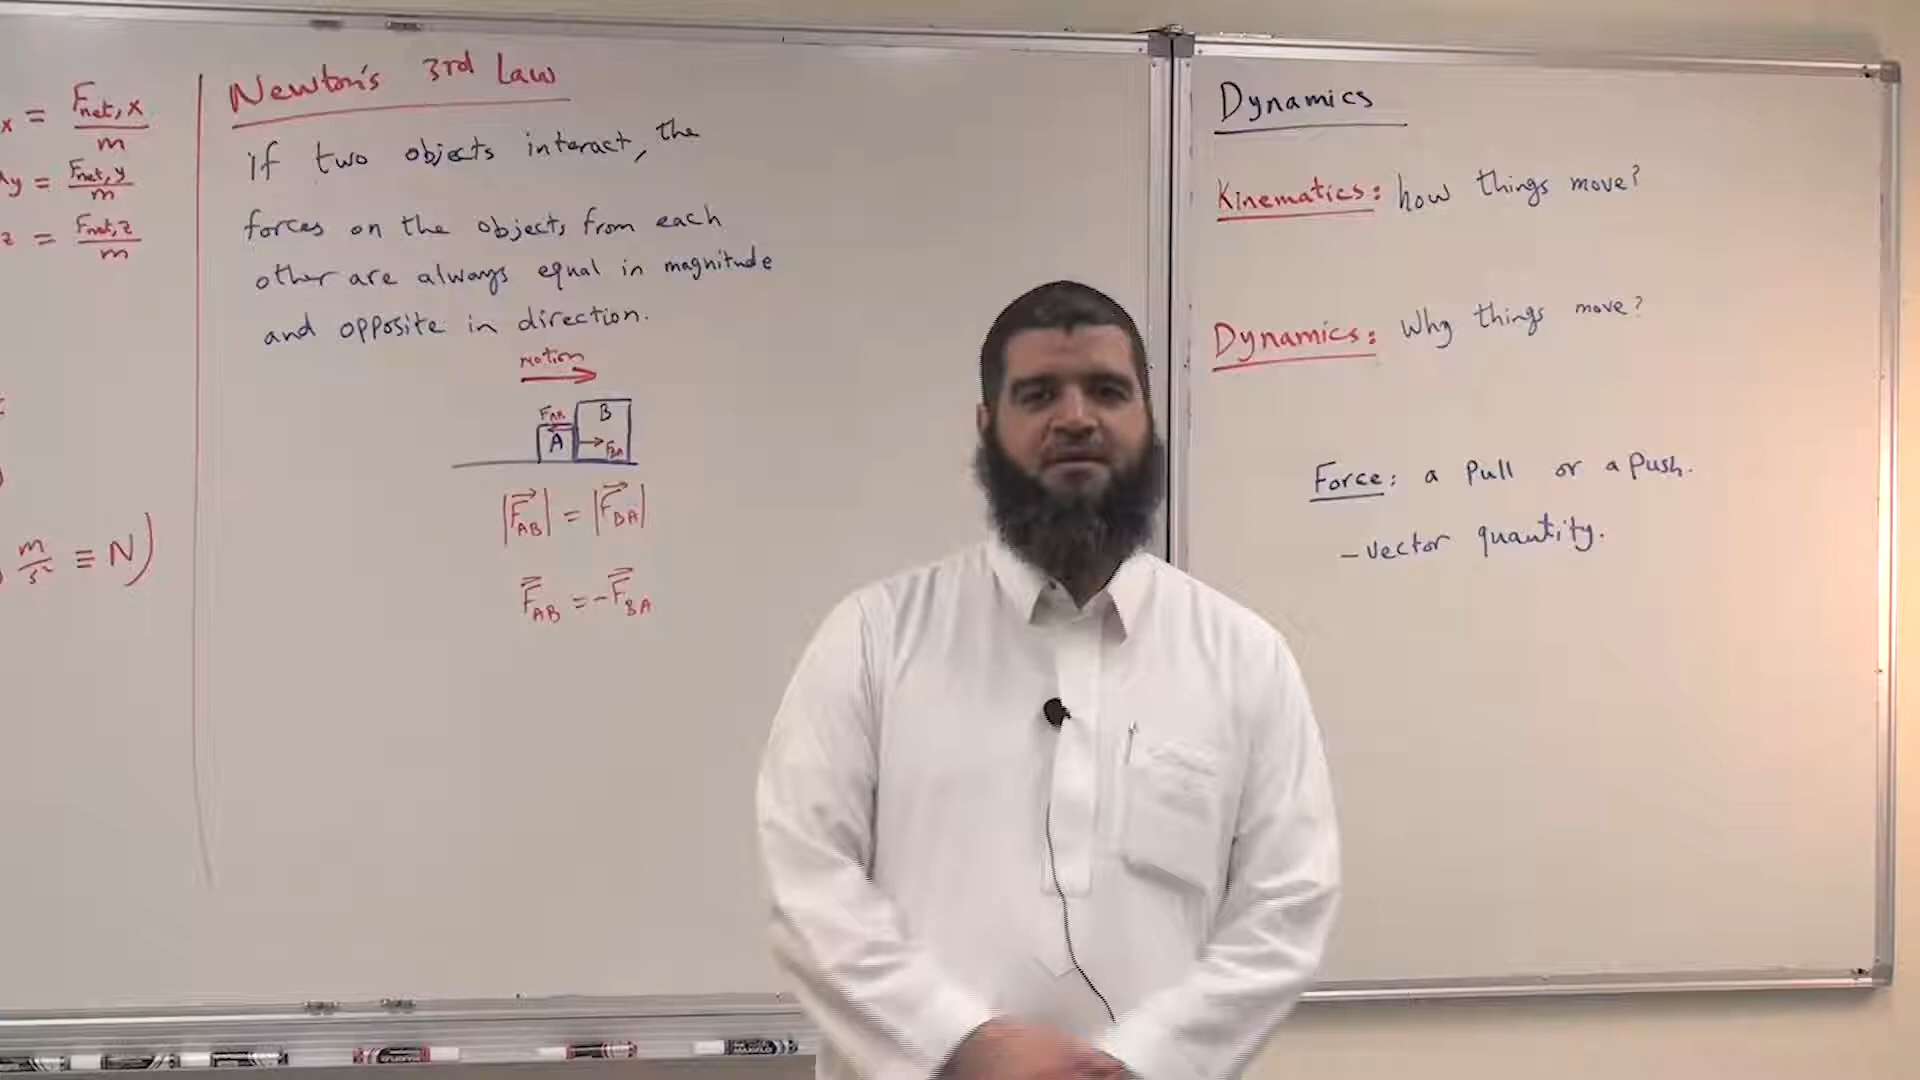 x = Fnet,x / m
y = Fnet,y / m
z = Fnet,z / m
m/s² ≡ N)
Newton's 3rd Law
if two objects interact, the
forces on the objects from each
other are always equal in magnitude
and opposite in direction.
motion
FAB B
A FBA
|F⃗AB| = |F⃗BA|
F⃗AB = -F⃗BA
Dynamics
Kinematics: how things move?
Dynamics: Why things move?
Force: a Pull or a Push.
- vector quantity.